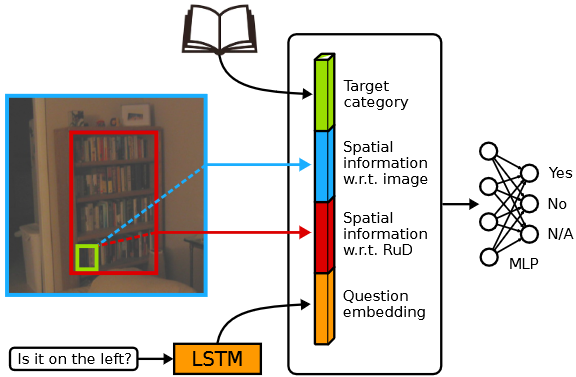 Target
category
Spatial
information
w.r.t. image
Spatial
information
w.r.t. RuD
Question
embedding
Yes
No
N/A
MLP
Is it on the left?
LSTM